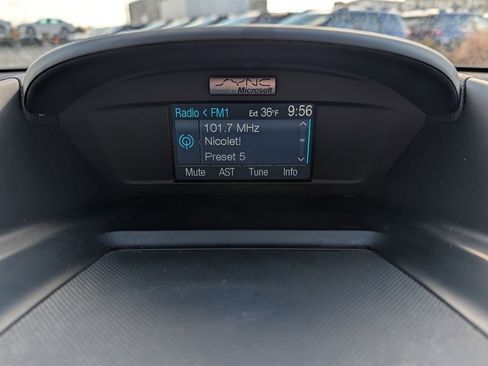 SYNC
POWERED BY Microsoft
Radio < FM1 Ext 36°F 9:56
101.7 MHz
Nicolet!
Preset 5
Mute AST Tune Info